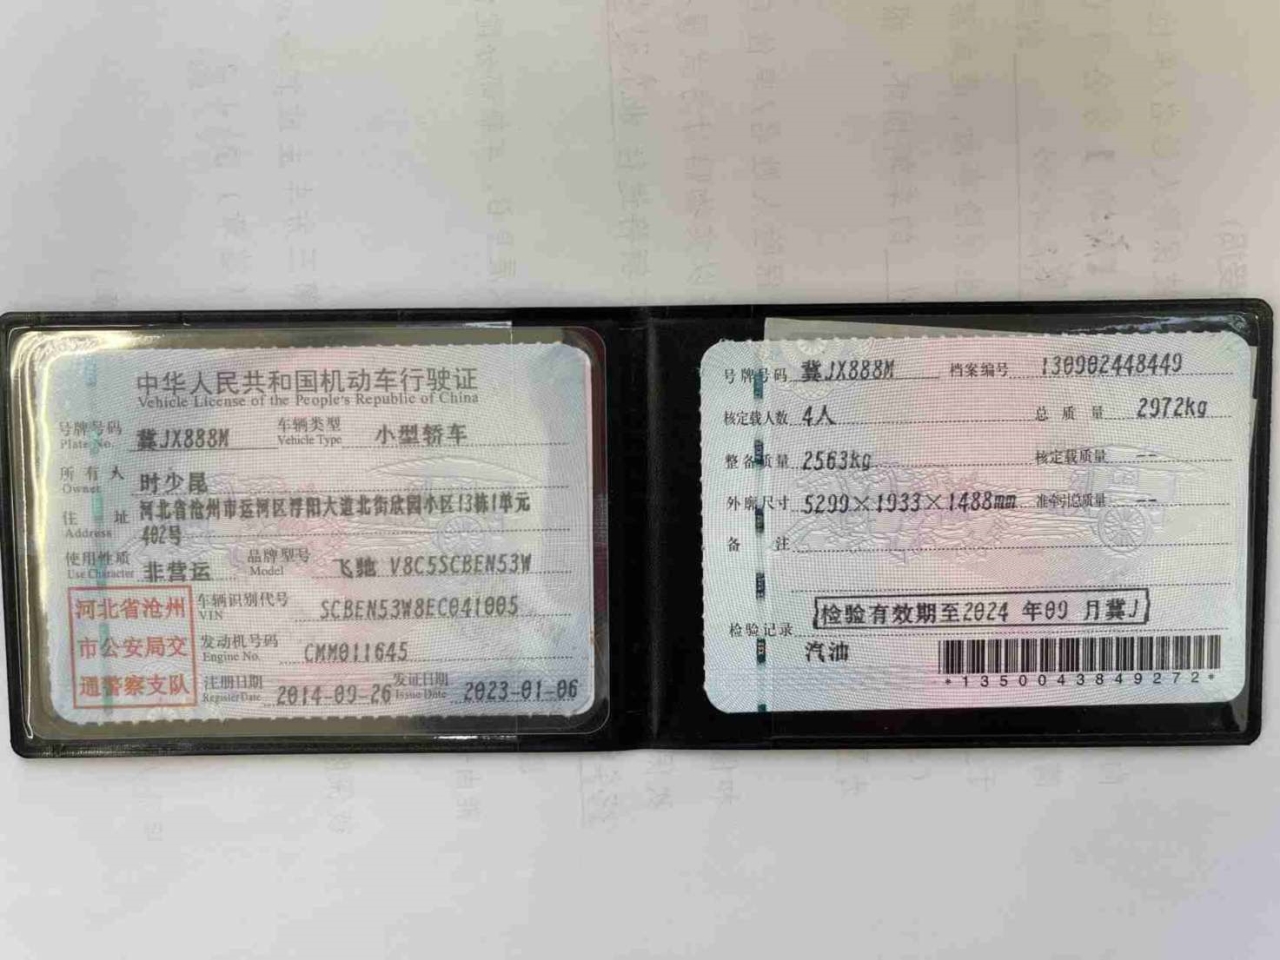 中华人民共和国机动车行驶证
Vehicle License of the People's Republic of China
号牌号码 冀JX888M 车辆类型 小型轿车
Plate No. Vehicle Type
所有人 时少昆
Owner
住址 河北省沧州市运河区浮阳大道北街欣园小区13栋1单元
Address 402号
使用性质 非营运 品牌型号 飞驰 V8C5SCBEN53W
Use Character Model
河北省沧州
市公安局交
通警察支队
车辆识别代号 SCBEN53W8EC041005
VIN
发动机号码 CMM011645
Engine No.
注册日期 2014-09-26 发证日期 2023-01-06
Register Date Issue Date
号牌号码 冀JX888M 档案编号 130902448449
核定载人数 4人 总质量 2972kg
整备质量 2563kg 核定载质量 --
外廓尺寸 5299×1933×1488mm 准牵引总质量 --
备注
检验记录 检验有效期至2024年09月冀J
汽油
*1350043849272*